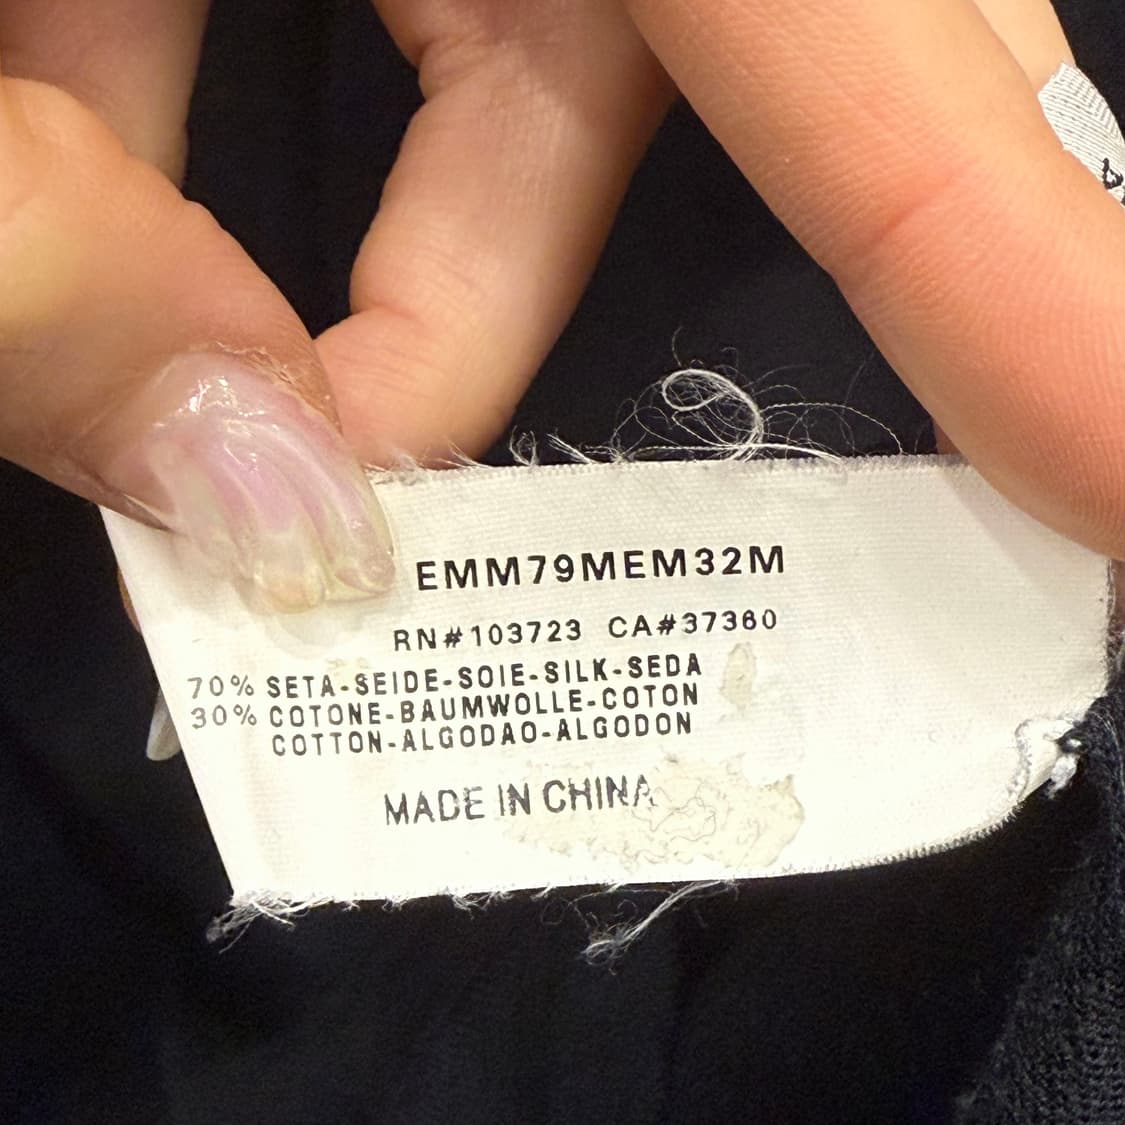 EMM79MEM32M
RN#103723 CA#37360
70% SETA-SEIDE-SOIE-SILK-SEDA
30% COTONE-BAUMWOLLE-COTON
COTTON-ALGODAO-ALGODON
MADE IN CHINA